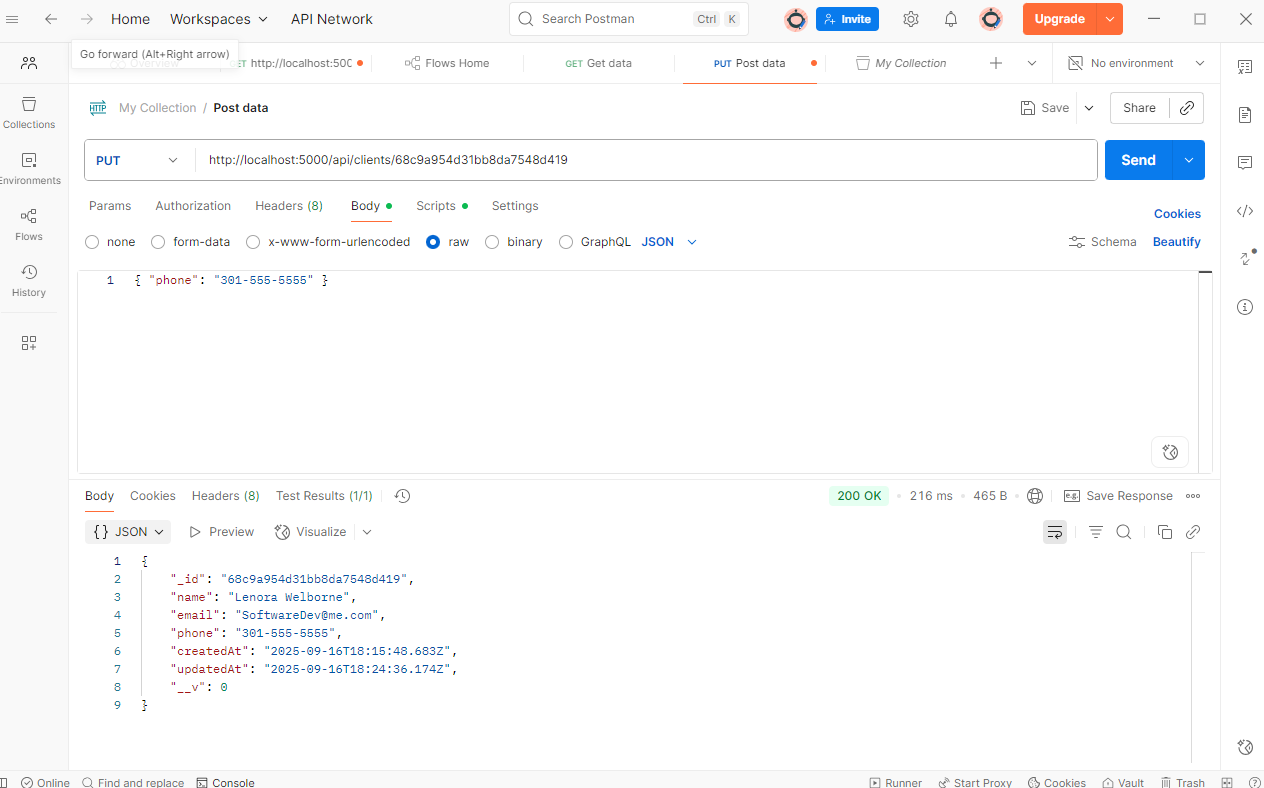 Home Workspaces API Network Search Postman Ctrl K Invite Upgrade
Go forward (Alt+Right arrow)
Overview GET http://localhost:500 Flows Home GET Get data PUT Post data My Collection No environment
HTTP My Collection / Post data Save Share
Collections
Environments
Flows
History
PUT http://localhost:5000/api/clients/68c9a954d31bb8da7548d419 Send
Params Authorization Headers (8) Body Scripts Settings Cookies
none form-data x-www-form-urlencoded raw binary GraphQL JSON Schema Beautify
1 { "phone": "301-555-5555" }
Body Cookies Headers (8) Test Results (1/1) 200 OK 216 ms 465 B e.g. Save Response
{} JSON Preview Visualize
1 {
2 "_id": "68c9a954d31bb8da7548d419",
3 "name": "Lenora Welborne",
4 "email": "SoftwareDev@me.com",
5 "phone": "301-555-5555",
6 "createdAt": "2025-09-16T18:15:48.683Z",
7 "updatedAt": "2025-09-16T18:24:36.174Z",
8 "__v": 0
9 }
Online Find and replace Console Runner Start Proxy Cookies Vault Trash